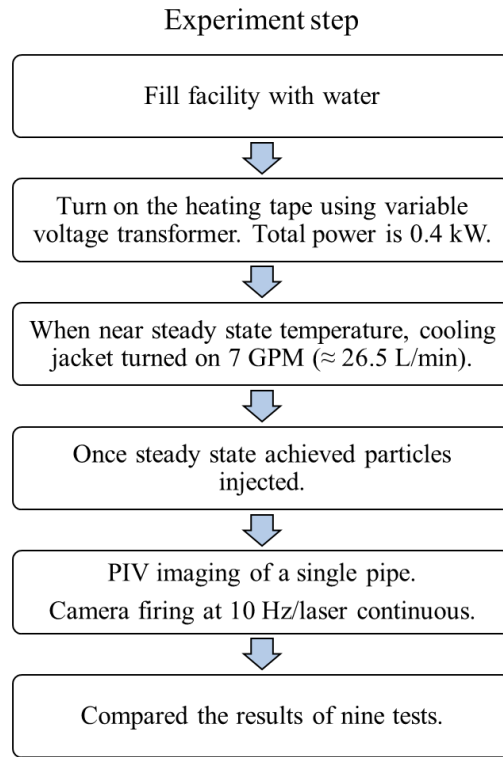 Experiment step
Fill facility with water
Turn on the heating tape using variable
voltage transformer. Total power is 0.4 kW.
When near steady state temperature, cooling
jacket turned on 7 GPM (≈ 26.5 L/min).
Once steady state achieved particles
injected.
PIV imaging of a single pipe.
Camera firing at 10 Hz/laser continuous.
Compared the results of nine tests.